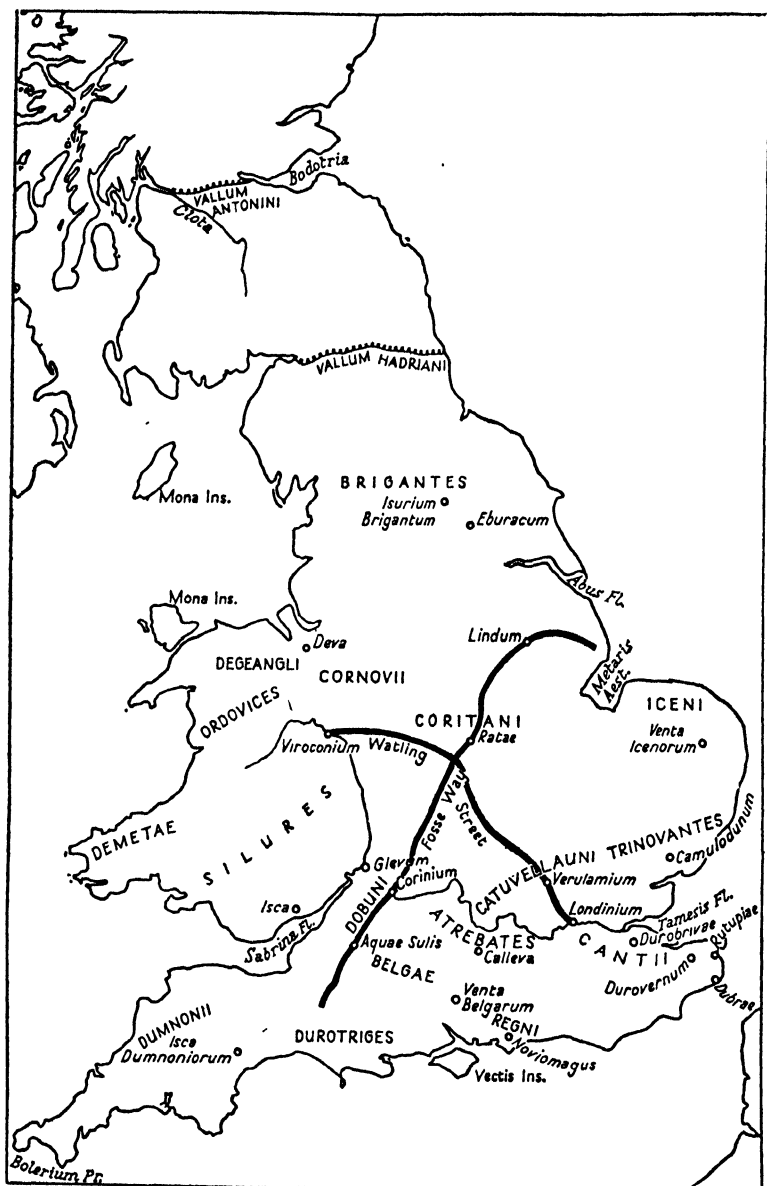 Bodotria
VALLUM
ANTONINI
Clota
VALLUM HADRIANI
BRIGANTES
Isurium
Brigantum
Eburacum
Mona Ins.
Abus Fl.
Mona Ins.
Deva
Lindum
DEGEANGLI
CORNOVII
Metaris
Aest.
ORDOVICES
ICENI
CORITANI
Venta
Icenorum
Viroconium
Watling
Street
Ratae
Fosse Way
DEMETAE
SILURES
CATUVELLAUNI
TRINOVANTES
Camulodunum
Glevum
Corinium
Verulamium
DOBUNI
Isca
Londinium
Sabrina Fl.
ATREBATES
Calleva
Tamesis Fl.
Durobrivae
CANTII
Rytupiae
Aquae Sulis
BELGAE
Durovernum
Dubrae
Venta
Belgarum
REGNI
DUMNONII
Isca
Dumnoniorum
DUROTRIGES
Noviomagus
Vectis Ins.
Bolerium Pr.